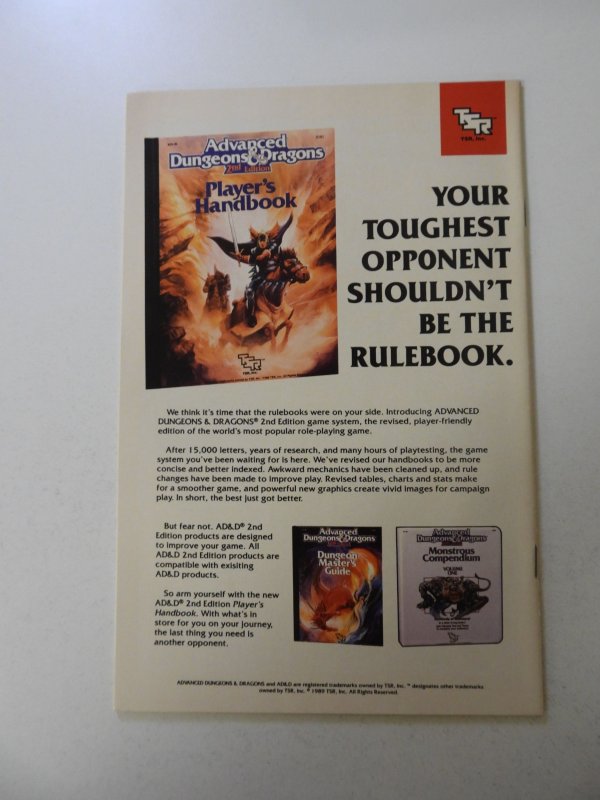 TSR
TSR, Inc.
Advanced
Dungeons & Dragons
2nd Edition
Player's
Handbook
TSR
TSR, Inc.
YOUR
TOUGHEST
OPPONENT
SHOULDN'T
BE THE
RULEBOOK.
We think it's time that the rulebooks were on your side. Introducing ADVANCED
DUNGEONS & DRAGONS® 2nd Edition game system, the revised, player-friendly
edition of the world's most popular role-playing game.
After 15,000 letters, years of research, and many hours of playtesting, the game
system you've been waiting for is here. We've revised our handbooks to be more
concise and better indexed. Awkward mechanics have been cleaned up, and rule
changes have been made to improve play. Revised tables, charts and stats make
for a smoother game, and powerful new graphics create vivid images for campaign
play. In short, the best just got better.
But fear not. AD&D® 2nd
Edition products are designed
to improve your game. All
AD&D 2nd Edition products are
compatible with exisiting
AD&D products.
So arm yourself with the new
AD&D® 2nd Edition Player's
Handbook. With what's in
store for you on your journey,
the last thing you need is
another opponent.
Advanced
Dungeons & Dragons
2nd Edition
Dungeon
Master's
Guide
Advanced
Dungeons & Dragons
2nd Edition
Monstrous
Compendium
VOLUME
ONE
ADVANCED DUNGEONS & DRAGONS and AD&D are registered trademarks owned by TSR, Inc. ™ designates other trademarks
owned by TSR, Inc. © 1989 TSR, Inc. All Rights Reserved.